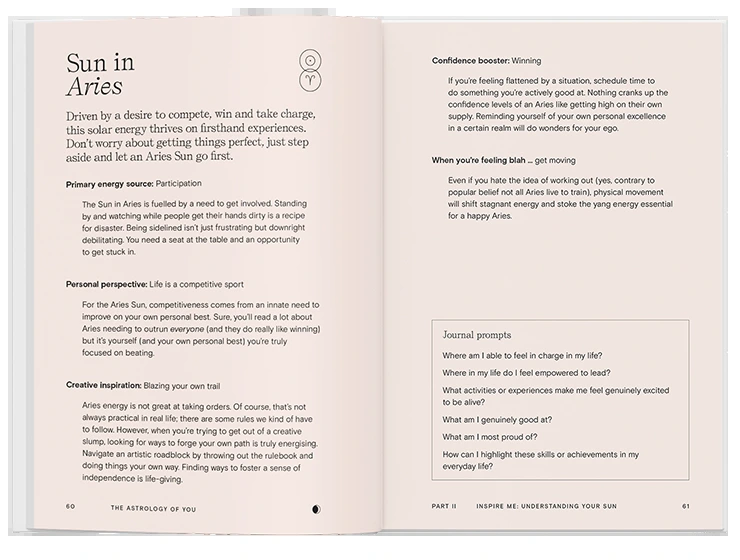 Sun in
Aries
Driven by a desire to compete, win and take charge,
this solar energy thrives on firsthand experiences.
Don't worry about getting things perfect, just step
aside and let an Aries Sun go first.
Primary energy source: Participation
The Sun in Aries is fuelled by a need to get involved. Standing
by and watching while people get their hands dirty is a recipe
for disaster. Being sidelined isn't just frustrating but downright
debilitating. You need a seat at the table and an opportunity
to get stuck in.
Personal perspective: Life is a competitive sport
For the Aries Sun, competitiveness comes from an innate need to
improve on your own personal best. Sure, you'll read a lot about
Aries needing to outrun everyone (and they do really like winning)
but it's yourself (and your own personal best) you're truly
focused on beating.
Creative inspiration: Blazing your own trail
Aries energy is not great at taking orders. Of course, that's not
always practical in real life; there are some rules we kind of have
to follow. However, when you're trying to get out of a creative
slump, looking for ways to forge your own path is truly energising.
Navigate an artistic roadblock by throwing out the rulebook and
doing things your own way. Finding ways to foster a sense of
independence is life-giving.
60 THE ASTROLOGY OF YOU
Confidence booster: Winning
If you're feeling flattened by a situation, schedule time to
do something you're actively good at. Nothing cranks up the
confidence levels of an Aries like getting high on their own
supply. Reminding yourself of your own personal excellence
in a certain realm will do wonders for your ego.
When you're feeling blah ... get moving
Even if you hate the idea of working out (yes, contrary to
popular belief not all Aries live to train), physical movement
will shift stagnant energy and stoke the yang energy essential
for a happy Aries.
Journal prompts
Where am I able to feel in charge in my life?
Where in my life do I feel empowered to lead?
What activities or experiences make me feel genuinely excited
to be alive?
What am I genuinely good at?
What am I most proud of?
How can I highlight these skills or achievements in my
everyday life?
PART II INSPIRE ME: UNDERSTANDING YOUR SUN 61